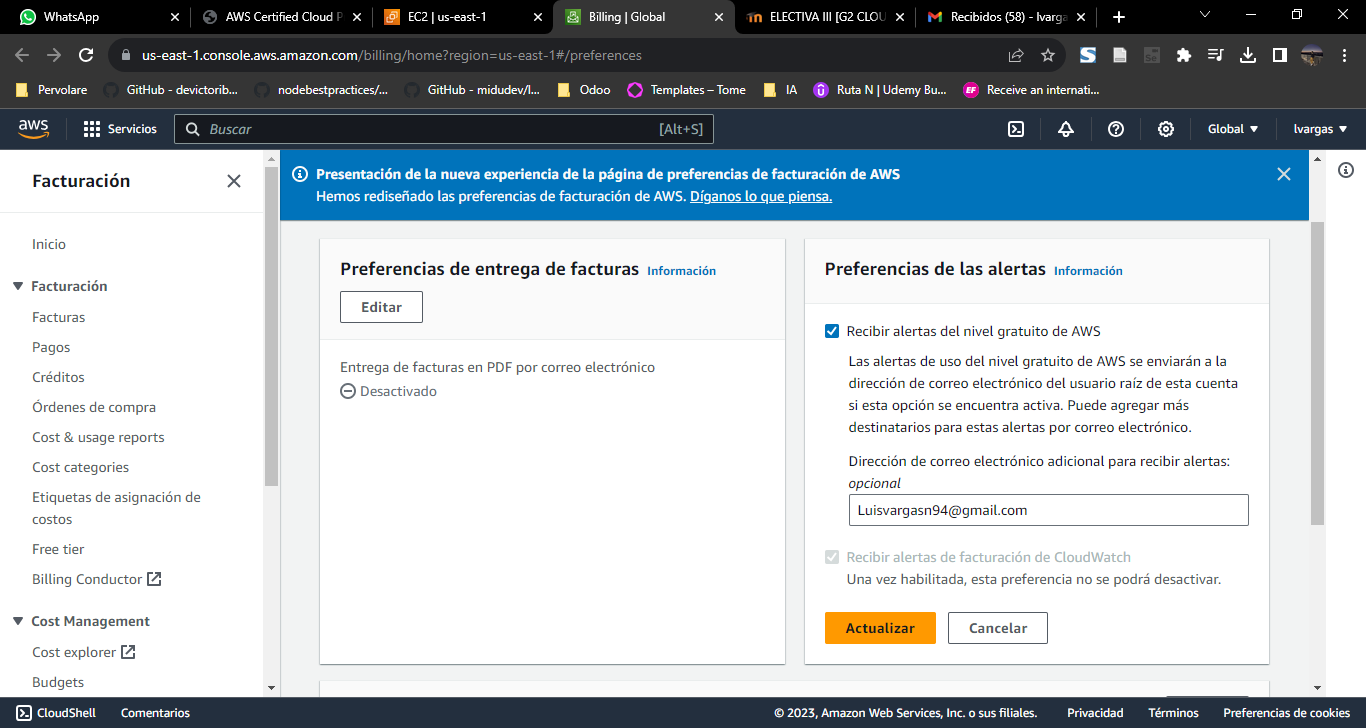 WhatsApp
AWS Certified Cloud P
EC2 | us-east-1
Billing | Global
ELECTIVA III [G2 CLOU
Recibidos (58) - lvarga
us-east-1.console.aws.amazon.com/billing/home?region=us-east-1#/preferences
Pervolare
GitHub - devictorib...
nodebestpractices/...
GitHub - midudev/l...
Odoo
Templates – Tome
IA
Ruta N | Udemy Bu...
EF
Receive an internati...
aws
Servicios
Buscar
[Alt+S]
Global
lvargas
Facturación
Inicio
Facturación
Facturas
Pagos
Créditos
Órdenes de compra
Cost & usage reports
Cost categories
Etiquetas de asignación de
costos
Free tier
Billing Conductor
Cost Management
Cost explorer
Budgets
Presentación de la nueva experiencia de la página de preferencias de facturación de AWS
Hemos rediseñado las preferencias de facturación de AWS. Díganos lo que piensa.
Preferencias de entrega de facturas Información
Editar
Entrega de facturas en PDF por correo electrónico
Desactivado
Preferencias de las alertas Información
Recibir alertas del nivel gratuito de AWS
Las alertas de uso del nivel gratuito de AWS se enviarán a la
dirección de correo electrónico del usuario raíz de esta cuenta
si esta opción se encuentra activa. Puede agregar más
destinatarios para estas alertas por correo electrónico.
Dirección de correo electrónico adicional para recibir alertas:
opcional
Luisvargasn94@gmail.com
Recibir alertas de facturación de CloudWatch
Una vez habilitada, esta preferencia no se podrá desactivar.
Actualizar
Cancelar
CloudShell
Comentarios
© 2023, Amazon Web Services, Inc. o sus filiales.
Privacidad
Términos
Preferencias de cookies